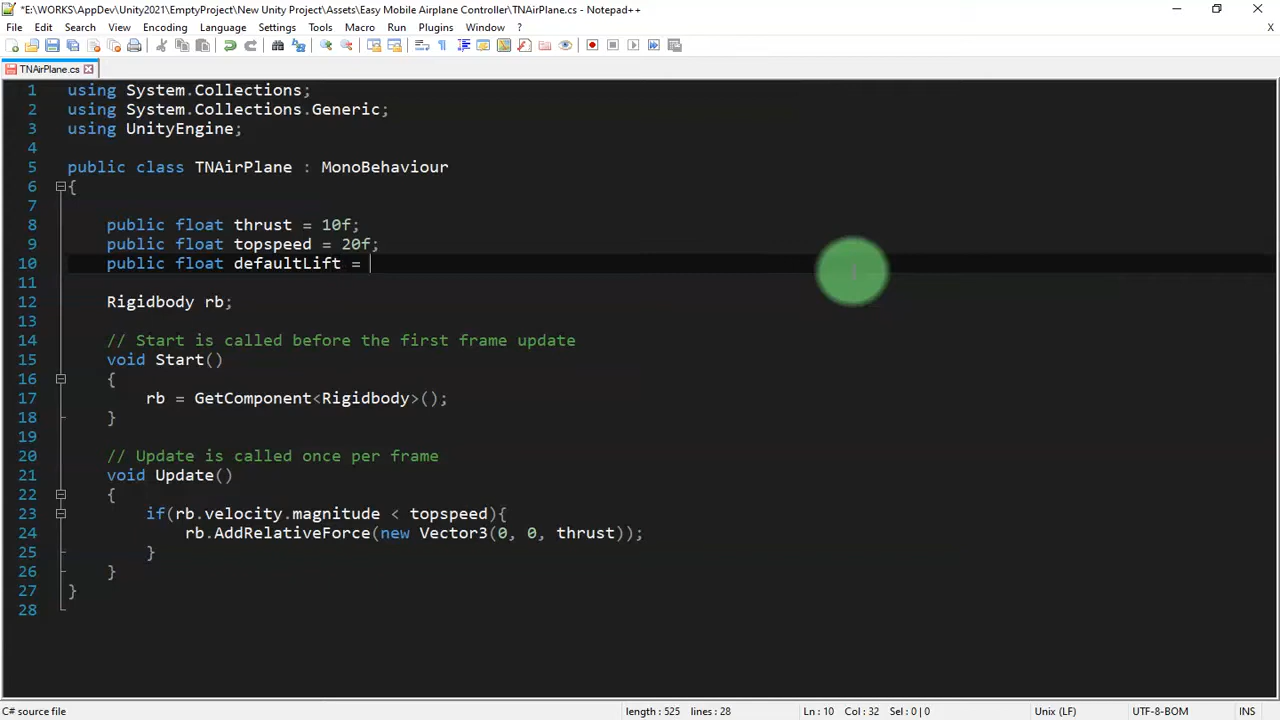 *E:\WORKS\AppDev\Unity2021\EmptyProject\New Unity Project\Assets\Easy Mobile Airplane Controller\TNAirPlane.cs - Notepad++
File Edit Search View Encoding Language Settings Tools Macro Run Plugins Window ? X
TNAirPlane.cs
1 using System.Collections;
2 using System.Collections.Generic;
3 using UnityEngine;
4
5 public class TNAirPlane : MonoBehaviour
6 {
7
8 public float thrust = 10f;
9 public float topspeed = 20f;
10 public float defaultLift =
11
12 Rigidbody rb;
13
14 // Start is called before the first frame update
15 void Start()
16 {
17 rb = GetComponent<Rigidbody>();
18 }
19
20 // Update is called once per frame
21 void Update()
22 {
23 if(rb.velocity.magnitude < topspeed){
24 rb.AddRelativeForce(new Vector3(0, 0, thrust));
25 }
26 }
27 }
28
C# source file length : 525 lines : 28 Ln : 10 Col : 32 Sel : 0 | 0 Unix (LF) UTF-8-BOM INS